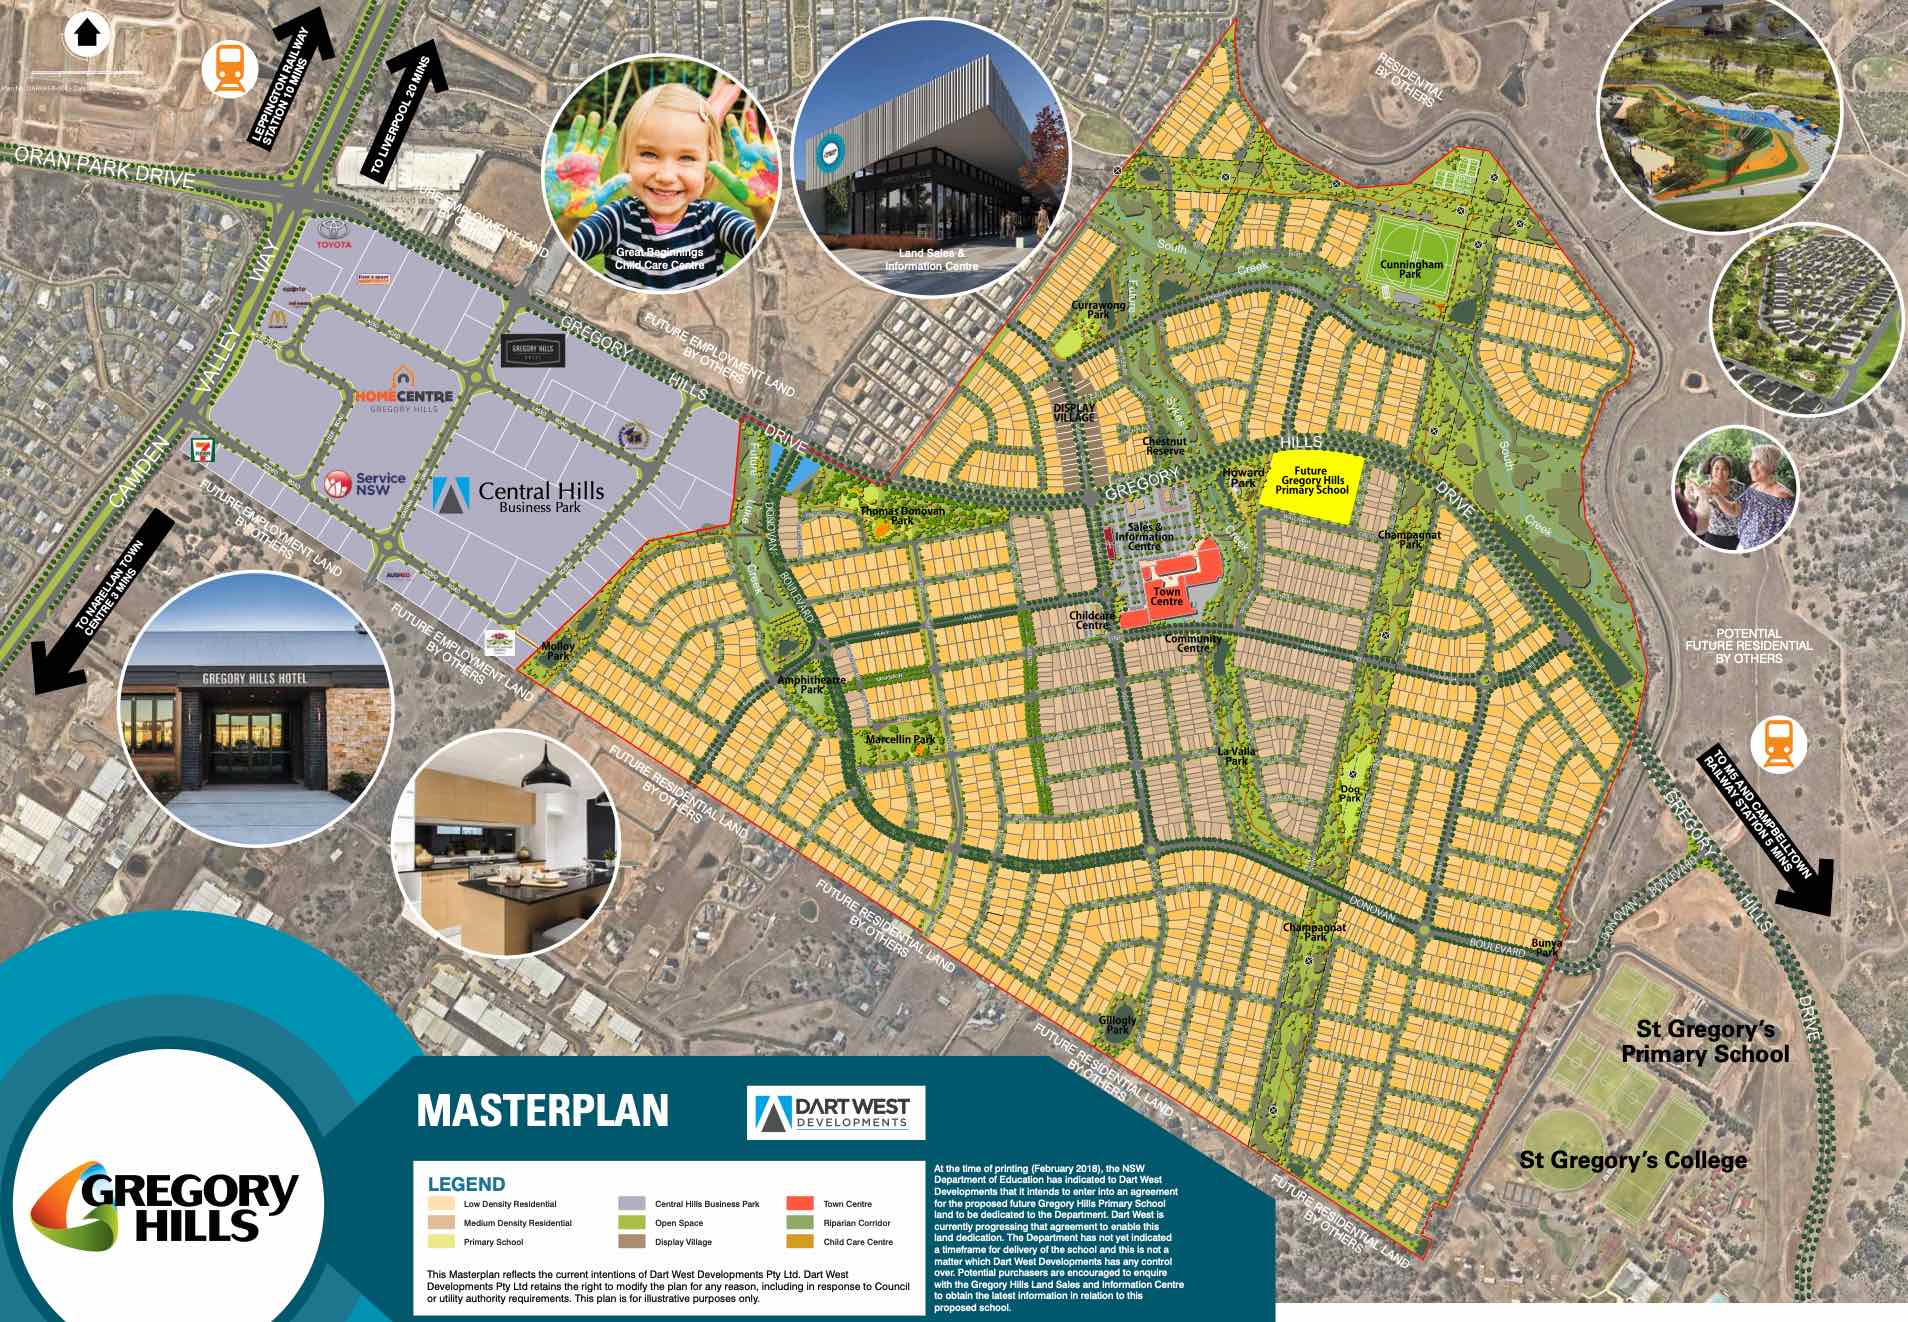 LEPPINGTON RAILWAY
STATION 10 MINS
TO LIVERPOOL 20 MINS
ORAN PARK DRIVE
CAMDEN VALLEY WAY
FUTURE EMPLOYMENT LAND
BY OTHERS
TOYOTA
HOMECENTRE
GREGORY HILLS
GREGORY HILLS
GREGORY HILLS DRIVE
FUTURE EMPLOYMENT LAND
BY OTHERS
7
Service
NSW
Central Hills
Business Park
FUTURE EMPLOYMENT LAND
BY OTHERS
FUTURE EMPLOYMENT LAND
BY OTHERS
TO NARELLAN TOWN
CENTRE 3 MINS
Great Beginnings
Child Care Centre
Land Sales &
Information Centre
GREGORY HILLS HOTEL
RESIDENTIAL
BY OTHERS
South
Creek
Cunningham
Park
Currawong
Park
DISPLAY
VILLAGE
Sykes
Chestnut
Reserve
Howard
Park
Creek
GREGORY HILLS DRIVE
Future
Gregory Hills
Primary School
South
Creek
Future
Luke
Creek
DONOVAN
BOULEVARD
Thomas Donovan
Park
Sales &
Information
Centre
Champagnat
Park
Town
Centre
Childcare
Centre
Community
Centre
Molloy
Park
Amphitheatre
Park
Marcellin Park
La Valla
Park
Dog
Park
POTENTIAL
FUTURE RESIDENTIAL
BY OTHERS
TO M5 AND CAMPBELLTOWN
RAILWAY STATION 5 MINS
GREGORY HILLS DRIVE
FUTURE RESIDENTIAL LAND
BY OTHERS
FUTURE RESIDENTIAL LAND
BY OTHERS
DONOVAN
BOULEVARD
DONOVAN BOULEVARD
Champagnat
Park
Bunya
Park
Gillogly
Park
FUTURE RESIDENTIAL LAND
BY OTHERS
FUTURE RESIDENTIAL LAND
BY OTHERS
St Gregory's
Primary School
St Gregory's College
GREGORY
HILLS
MASTERPLAN
DART WEST
DEVELOPMENTS
LEGEND
Low Density Residential
Medium Density Residential
Primary School
Central Hills Business Park
Open Space
Display Village
Town Centre
Riparian Corridor
Child Care Centre
This Masterplan reflects the current intentions of Dart West Developments Pty Ltd. Dart West
Developments Pty Ltd retains the right to modify the plan for any reason, including in response to Council
or utility authority requirements. This plan is for illustrative purposes only.
At the time of printing (February 2018), the NSW
Department of Education has indicated to Dart West
Developments that it intends to enter into an agreement
for the proposed future Gregory Hills Primary School
land to be dedicated to the Department. Dart West is
currently progressing that agreement to enable this
land dedication. The Department has not yet indicated
a timeframe for delivery of the school and this is not a
matter which Dart West Developments has any control
over. Potential purchasers are encouraged to enquire
with the Gregory Hills Land Sales and Information Centre
to obtain the latest information in relation to this
proposed school.